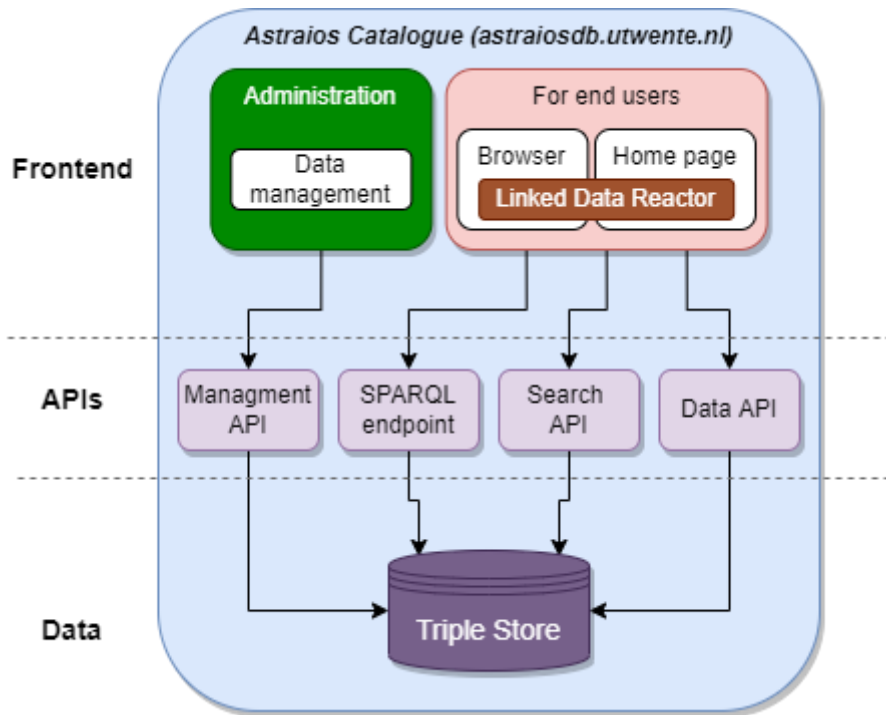 Astraios Catalogue (astraiosdb.utwente.nl)
Administration
For end users
Frontend
Data
management
Browser
Home page
Linked Data Reactor
APIs
Managment
API
SPARQL
endpoint
Search
API
Data API
Data
Triple Store